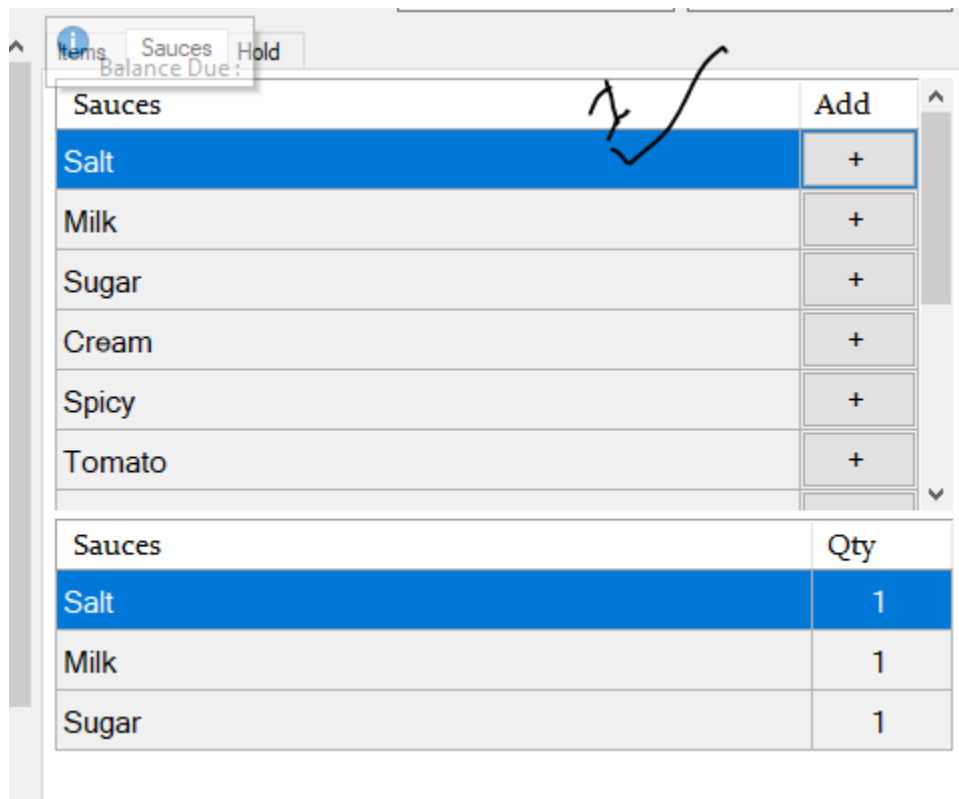 Items Sauces Hold
Balance Due :
Sauces Add
Salt +
Milk +
Sugar +
Cream +
Spicy +
Tomato +
Sauces Qty
Salt 1
Milk 1
Sugar 1